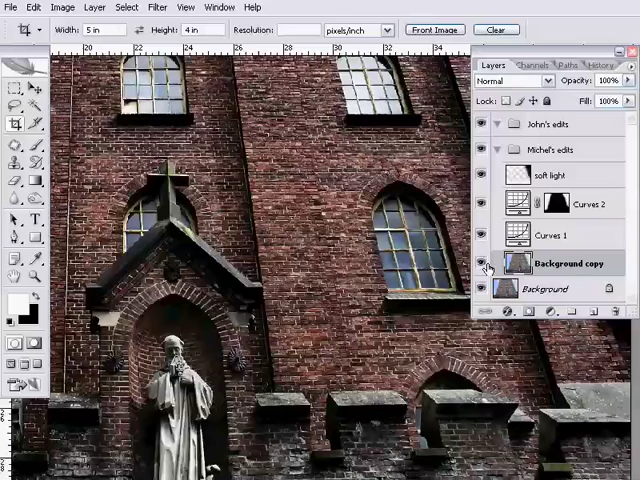 File Edit Image Layer Select Filter View Window Help
Width: 5 in Height: 4 in Resolution: pixels/inch Front Image Clear
20 22 24 26 28 30 32 34
Layers Channels Paths History
Normal Opacity: 100%
Lock: Fill: 100%
John's edits
Michel's edits
soft light
Curves 2
Curves 1
Background copy
Background
T
26
28